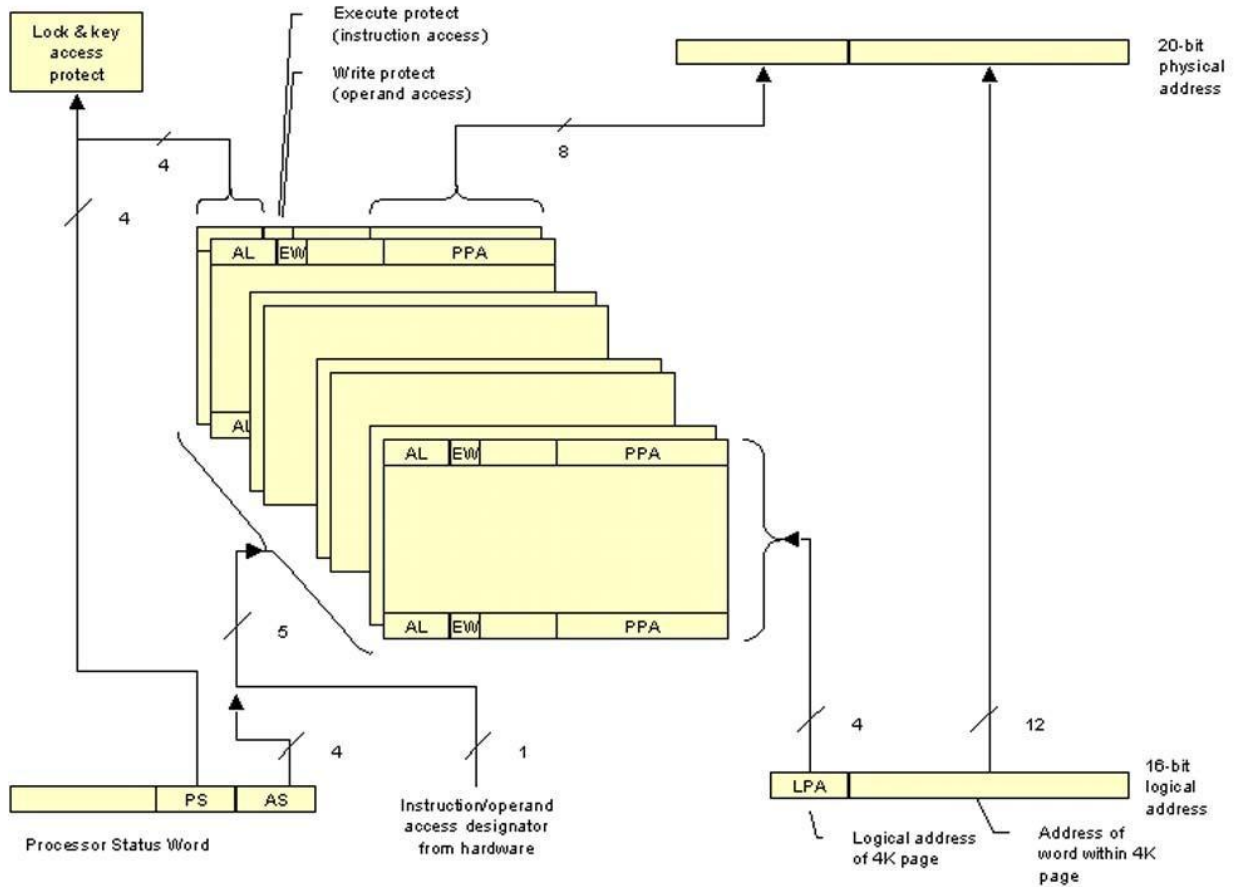 Lock & key
access
protect
Execute protect
(instruction access)
Write protect
(operand access)
20-bit
physical
address
4
8
4
AL EW PPA
AL
AL EW PPA
AL EW PPA
5
4
1
4
12
PS AS
Processor Status Word
Instruction/operand
access designator
from hardware
LPA
16-bit
logical
address
Logical address
of 4K page
Address of
word within 4K
page